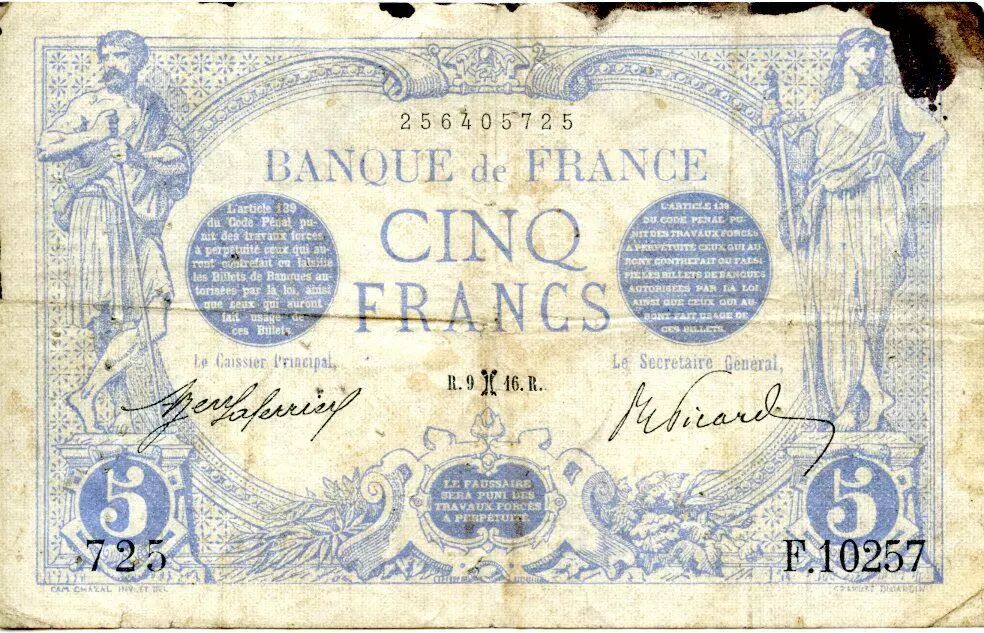 256405725
BANQUE de FRANCE
CINQ
FRANCS
L'article 139
du Code Pénal pu-
nit des travaux forcés
à perpétuité ceux qui au-
ront contrefait ou falsifié
les Billets de Banques au-
torisées par la loi, ainsi
que ceux qui auront
fait usage de
ces Billets.
L'ARTICLE 139
DU CODE PENAL PU-
NIT DES TRAVAUX FORCÉS
A PERPÉTUITÉ CEUX QUI AU-
RONT CONTREFAIT OU FALSI-
FIÉ LES BILLETS DE BANQUES
AUTORISÉES PAR LA LOI
AINSI QUE CEUX QUI AU-
RONT FAIT USAGE DE
CES BILLETS.
Le Caissier Principal,
Le Secrétaire Général,
R. 9 16. R.
Picard
LE FAUSSAIRE
SERA PUNI DES
TRAVAUX FORCÉS
A PERPÉTUITÉ
5
5
725
F.10257